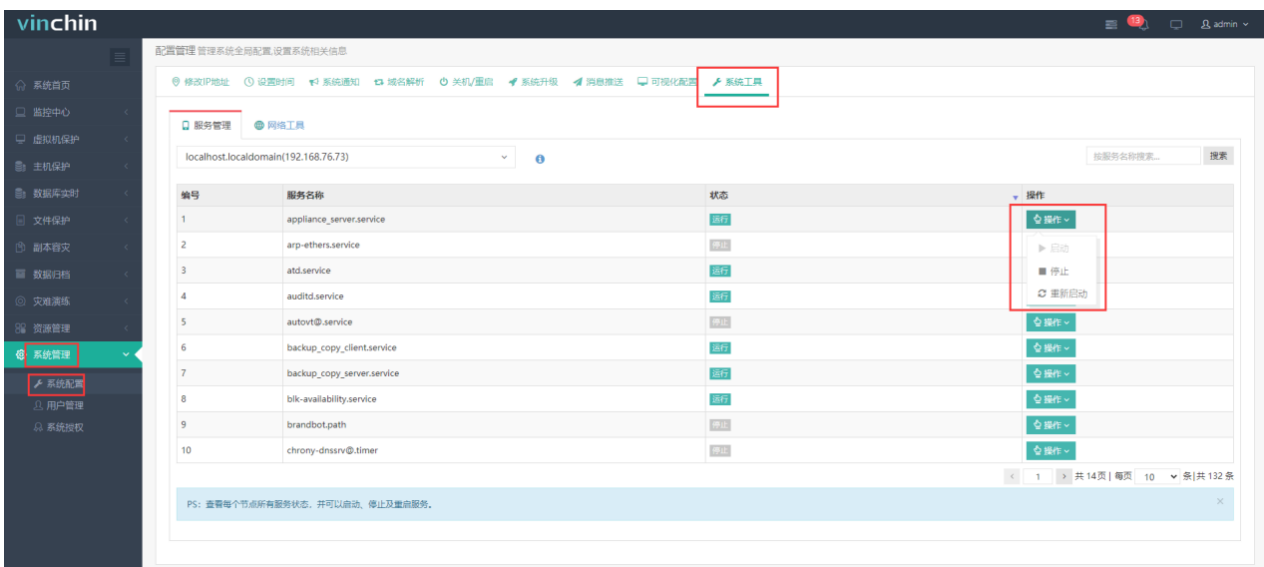 vinchin
13
admin
配置管理 管理系统全局配置,设置系统相关信息
系统首页
监控中心
虚拟机保护
主机保护
数据库实时
文件保护
副本容灾
数据归档
灾难演练
资源管理
系统管理
系统配置
用户管理
系统授权
修改IP地址 设置时间 系统通知 域名解析 关机/重启 系统升级 消息推送 可视化配置 系统工具
服务管理 网络工具
localhost.localdomain(192.168.76.73) 按服务名称搜索... 搜索
编号 服务名称 状态 操作
1 appliance_server.service 运行 操作
2 arp-ethers.service 停止
3 atd.service 运行
4 auditd.service 运行
启动
停止
重新启动
5 autovt@.service 停止 操作
6 backup_copy_client.service 运行 操作
7 backup_copy_server.service 运行 操作
8 blk-availability.service 运行 操作
9 brandbot.path 停止 操作
10 chrony-dnssrv@.timer 停止 操作
< 1 > 共 14页 | 每页 10 条|共 132 条
PS：查看每个节点所有服务状态、并可以启动、停止及重启服务。